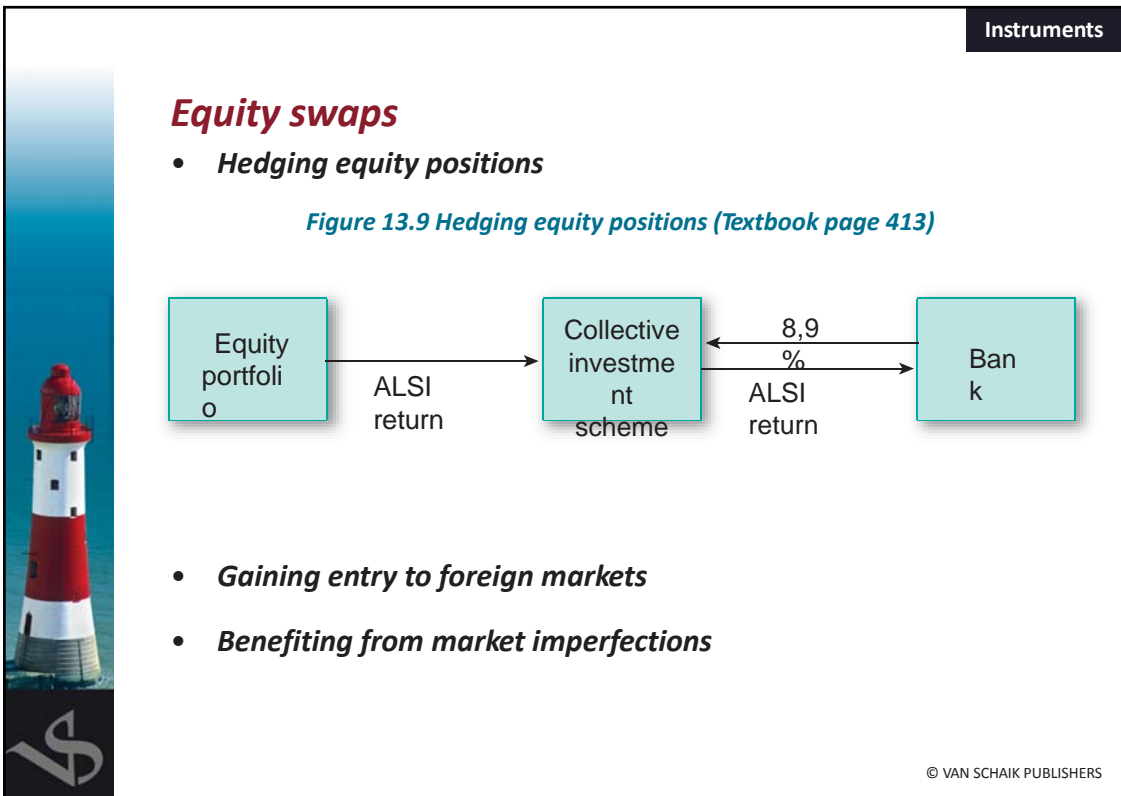 Instruments
Equity swaps
• Hedging equity positions
Figure 13.9 Hedging equity positions (Textbook page 413)
Equity
portfoli
o
ALSI
return
Collective
investme
nt
scheme
8,9
%
ALSI
return
Ban
k
• Gaining entry to foreign markets
• Benefiting from market imperfections
© VAN SCHAIK PUBLISHERS